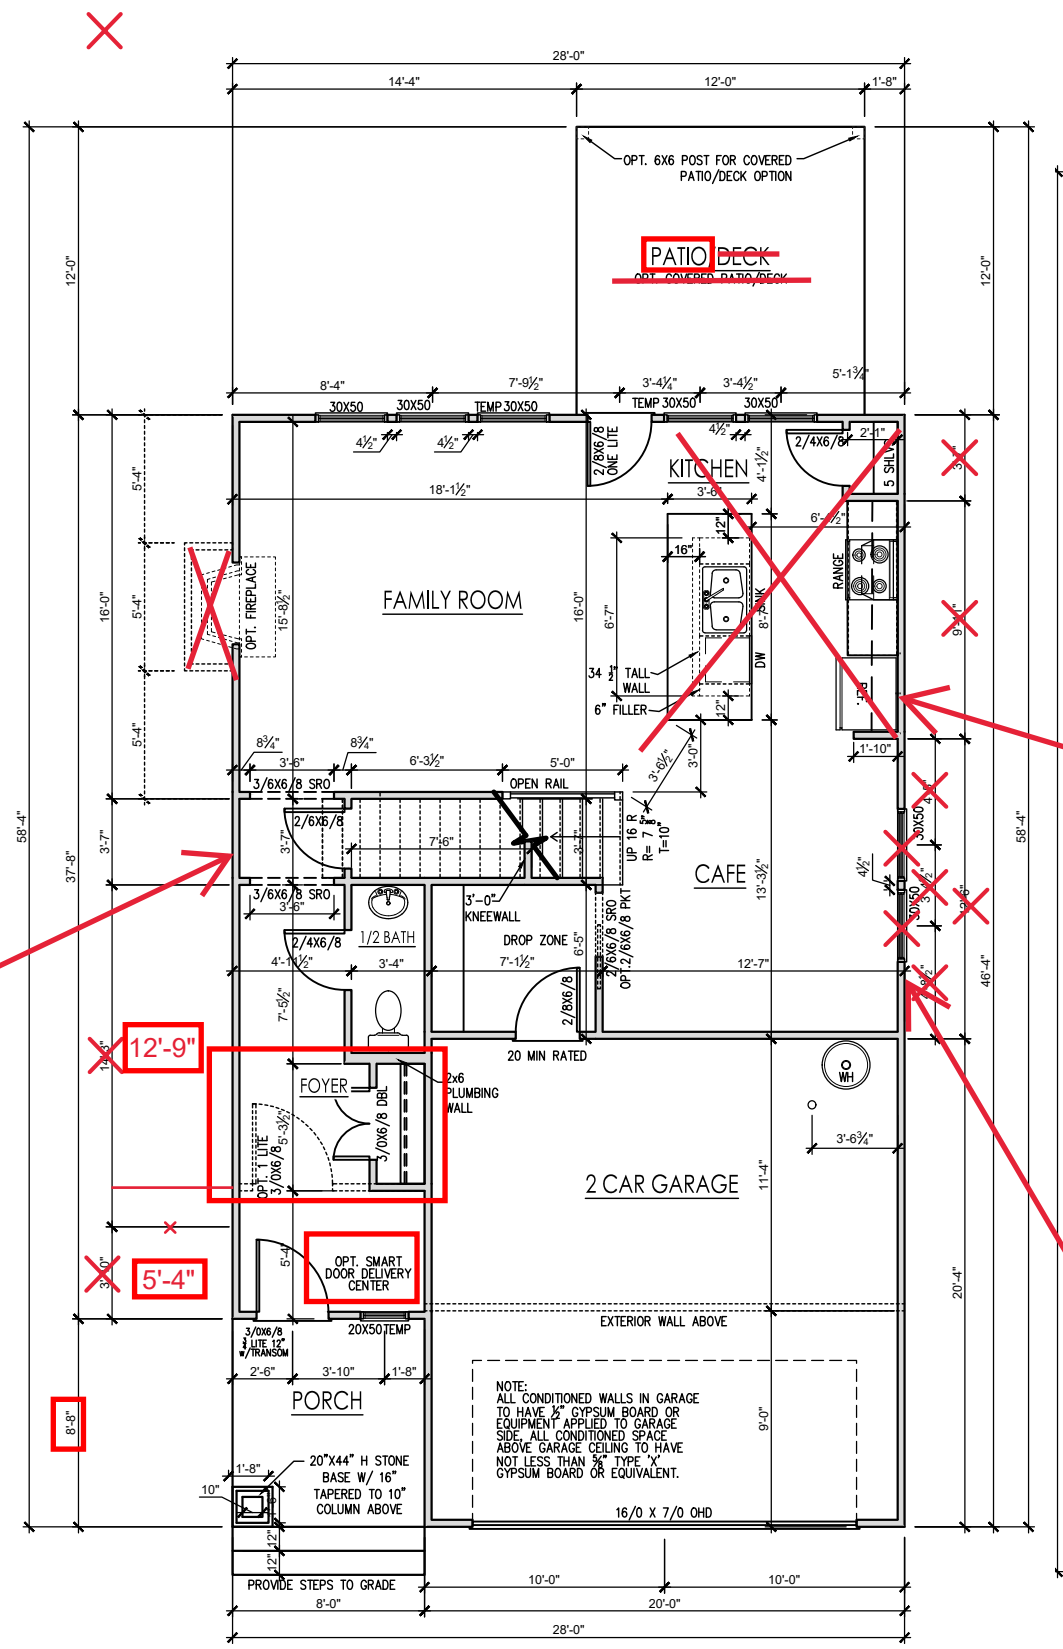 28'-0"
14'-4"
12'-0"
1'-8"
OPT. 6X6 POST FOR COVERED
PATIO/DECK OPTION
PATIO/DECK
OPT. COVERED PATIO/DECK
12'-0"
12'-0"
8'-4"
7'-9½"
3'-4¼"
3'-4½"
5'-1¾"
30X50
30X50
TEMP 30X50
TEMP 30X50
30X50
4½"
4½"
4½"
2/8X6/8
ONE LITE
KITCHEN
4'-1½"
2/4X6/8
2'-1"
5 SHLVS
18'-1½"
3'-6"
12"
16"
RANGE
5'-4"
16'-0"
5'-4"
5'-4"
OPT. FIREPLACE
15'-8½"
FAMILY ROOM
16'-0"
6'-7"
SINK
DW
34 ½" TALL
WALL
6" FILLER
12"
REF.
1'-10"
3'-6½"
3'-0"
8¾"
8¾"
3'-6"
6'-3½"
5'-0"
3/6X6/8 SRO
OPEN RAIL
2/6X6/8
58'-4"
37'-8"
3'-7"
3'-7"
7'-6"
3'-7"
UP 16 R
R= 7 5/8"
T=10"
CAFE
13'-3½"
4½"
30X50
30X50
58'-4"
46'-4"
3/6X6/8 SRO
3'-6"
3'-0"
KNEEWALL
1/2 BATH
2/4X6/8
DROP ZONE
6'-5"
2/6X6/8 SRO
OPT.2/6X6/8 PKT
4'-1½"
3'-4"
7'-1½"
12'-7"
7'-5½"
2/8X6/8
20 MIN RATED
12'-9"
FOYER
2x6
PLUMBING
WALL
WH
3'-6¾"
3/0X6/8 DBL
OPT. 1 LITE
3/0X6/8
5'-3½"
2 CAR GARAGE
11'-4"
5'-4"
5'-4"
OPT. SMART
DOOR DELIVERY
CENTER
20'-4"
EXTERIOR WALL ABOVE
3/0X6/8
¾ LITE 12"
W/TRANSOM
20X50 TEMP
2'-6"
3'-10"
1'-8"
PORCH
8'-8"
NOTE:
ALL CONDITIONED WALLS IN GARAGE
TO HAVE ½" GYPSUM BOARD OR
EQUIPMENT APPLIED TO GARAGE
SIDE, ALL CONDITIONED SPACE
ABOVE GARAGE CEILING TO HAVE
NOT LESS THAN ⅝" TYPE 'X'
GYPSUM BOARD OR EQUIVALENT.
9'-0"
20"X44" H STONE
BASE W/ 16"
TAPERED TO 10"
COLUMN ABOVE
1'-8"
10"
12"
12"
16/0 X 7/0 OHD
PROVIDE STEPS TO GRADE
10'-0"
10'-0"
8'-0"
20'-0"
28'-0"